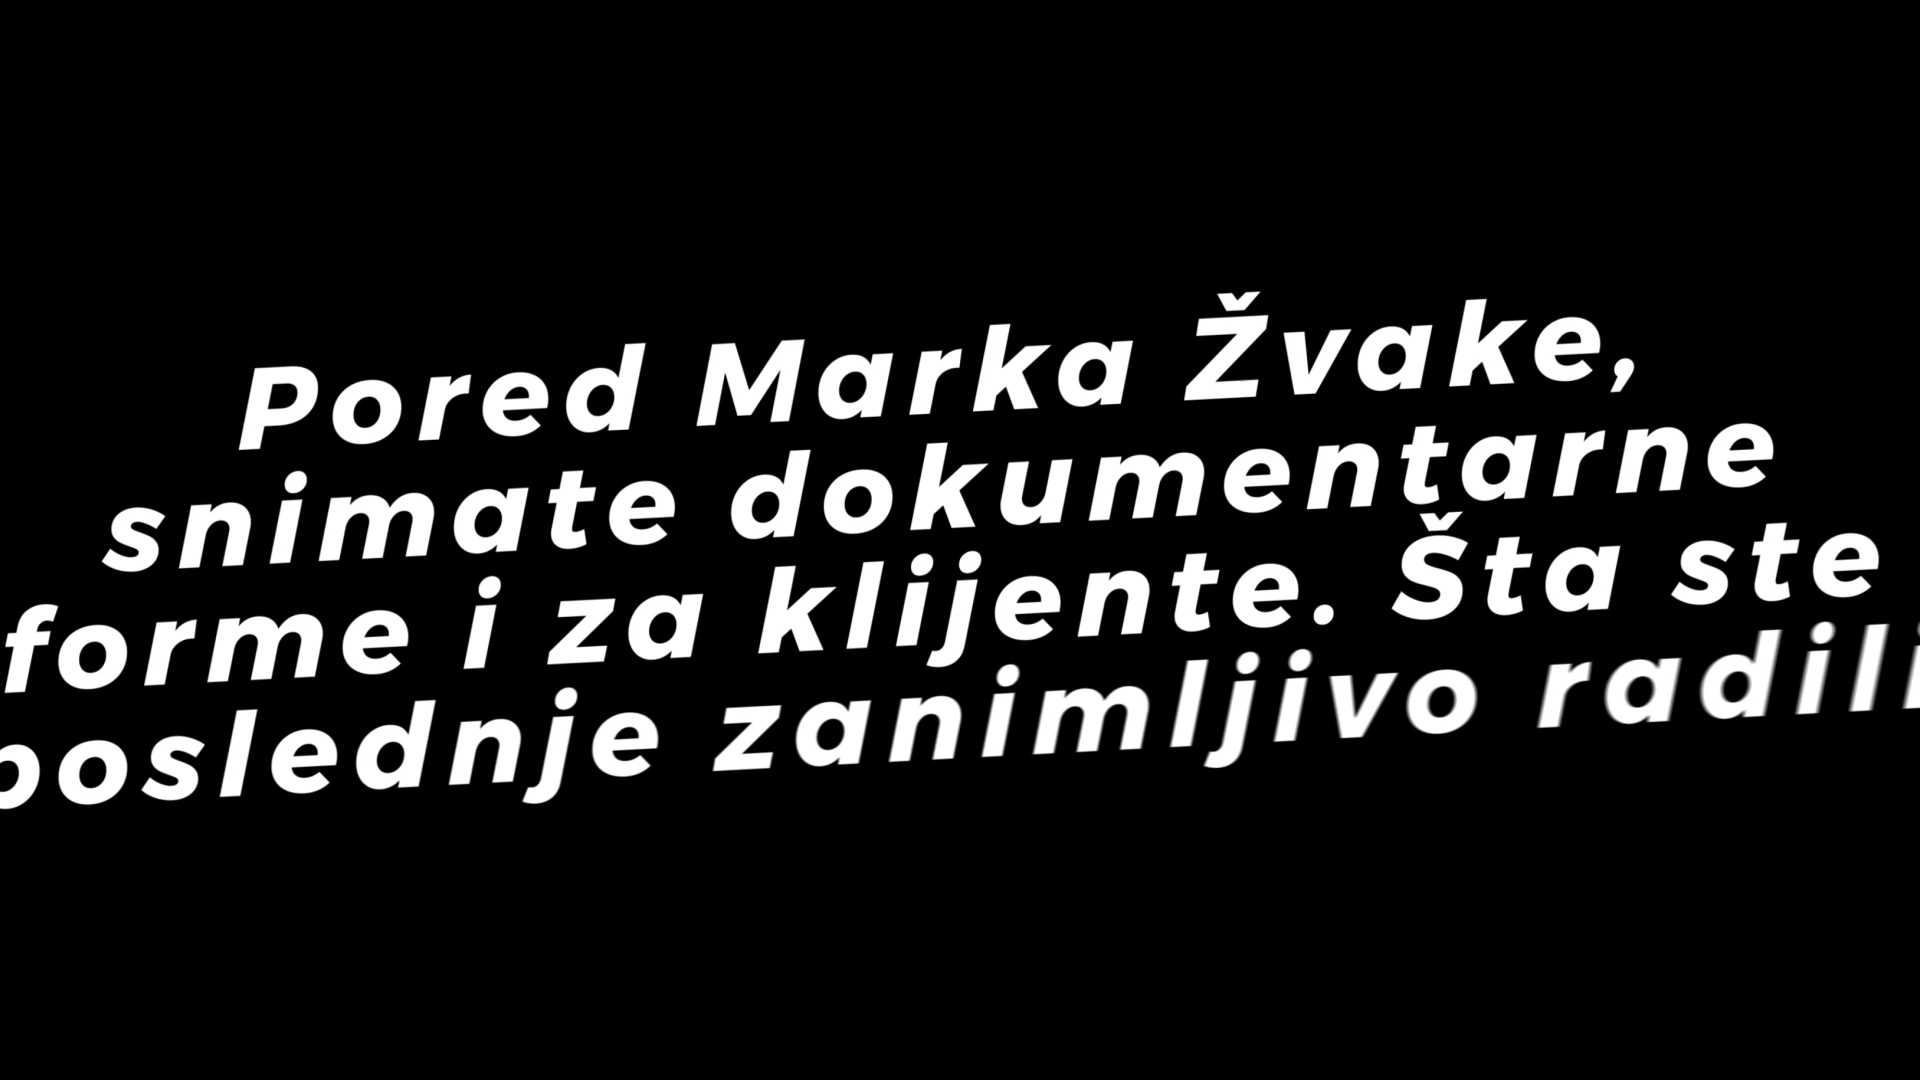 Pored Marka Žvake,
snimate dokumentarne
forme i za klijente. Šta ste
poslednje zanimljivo radili